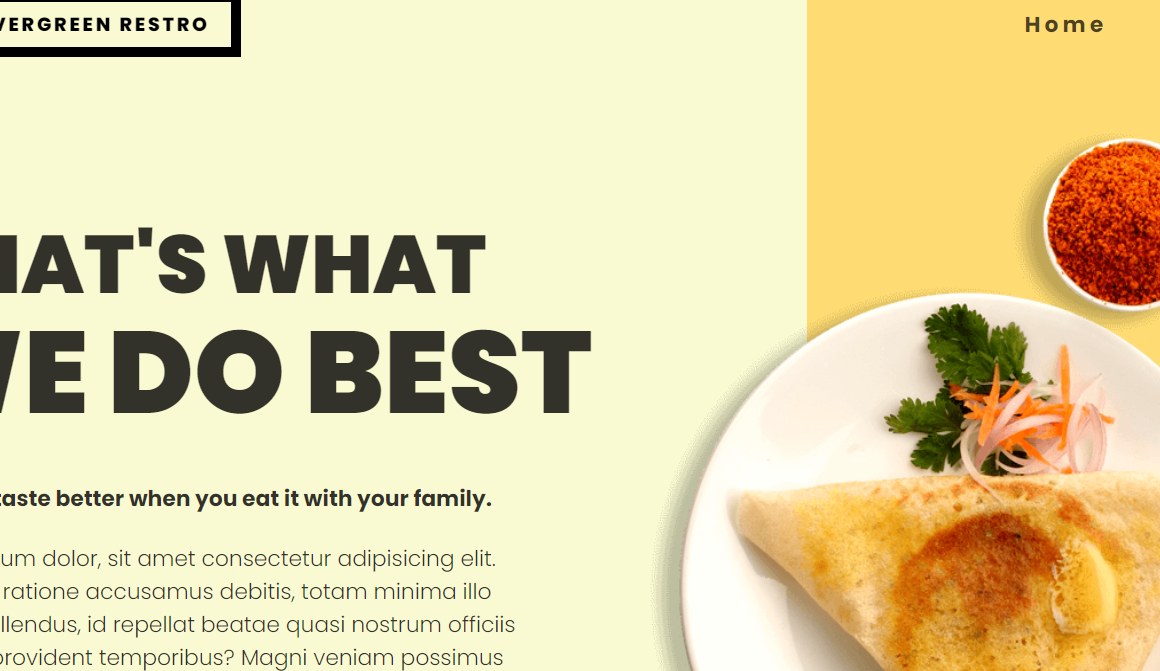 VERGREEN RESTRO
Home
HAT'S WHAT
WE DO BEST
taste better when you eat it with your family.
um dolor, sit amet consectetur adipisicing elit.
ratione accusamus debitis, totam minima illo
llendus, id repellat beatae quasi nostrum officiis
provident temporibus? Magni veniam possimus